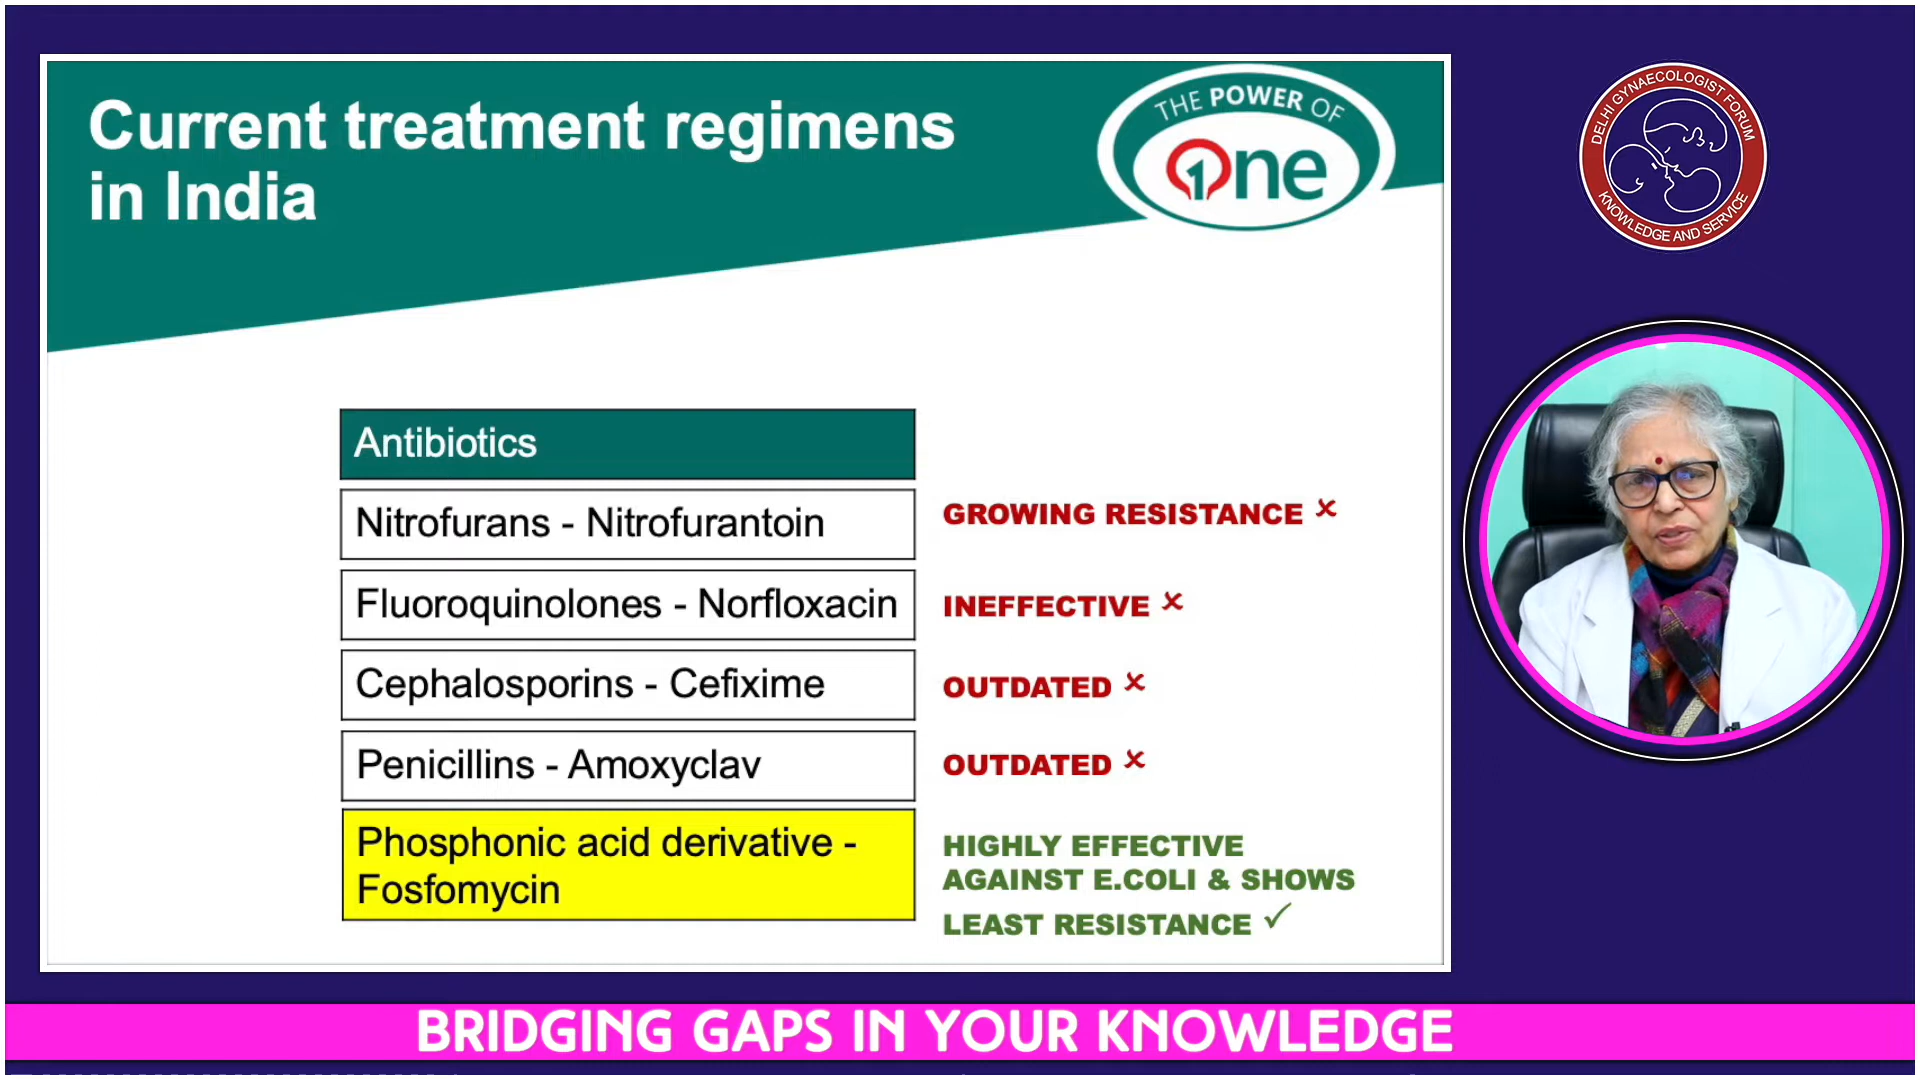 Current treatment regimens
in India
THE POWER OF
One
DELHI GYNAECOLOGIST FORUM
KNOWLEDGE AND SERVICE
Antibiotics
Nitrofurans - Nitrofurantoin
GROWING RESISTANCE ✗
Fluoroquinolones - Norfloxacin
INEFFECTIVE ✗
Cephalosporins - Cefixime
OUTDATED ✗
Penicillins - Amoxyclav
OUTDATED ✗
Phosphonic acid derivative -
Fosfomycin
HIGHLY EFFECTIVE
AGAINST E.COLI & SHOWS
LEAST RESISTANCE ✓
BRIDGING GAPS IN YOUR KNOWLEDGE